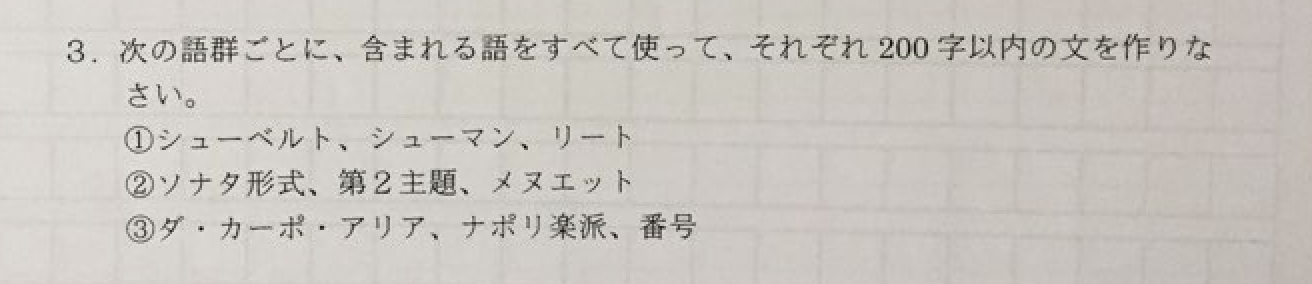 3．次の語群ごとに、含まれる語をすべて使って、それぞれ 200 字以内の文を作りな
さい。
①シューベルト、シューマン、リート
②ソナタ形式、第２主題、メヌエット
③ダ・カーポ・アリア、ナポリ楽派、番号